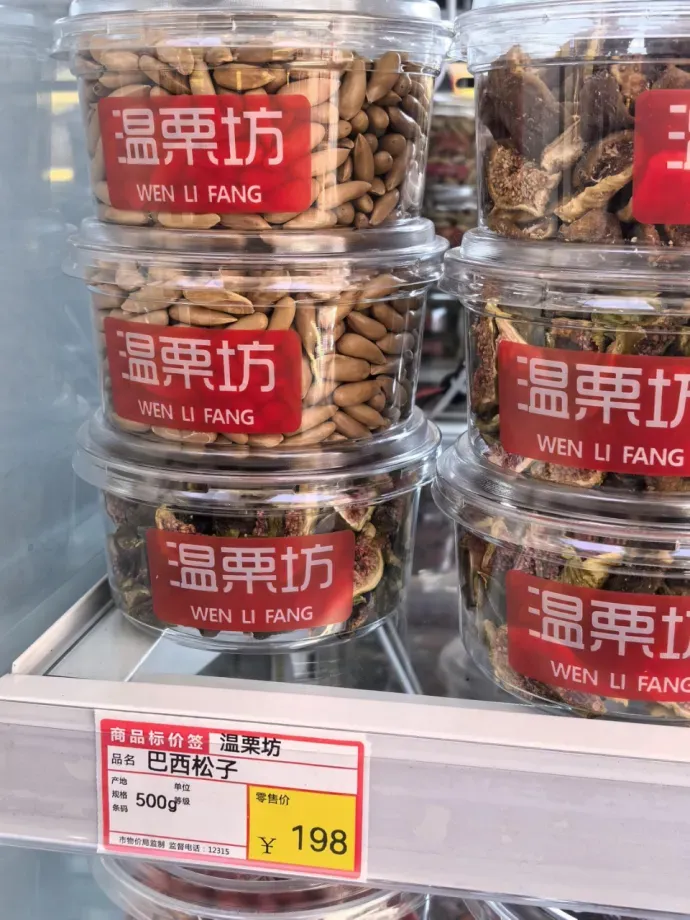 温栗坊
WEN LI FANG
温栗坊
WEN LI FANG
温栗坊
WEN LI FANG
温栗坊
WEN LI FANG
温栗坊
WEN LI FANG
商品标价签 温栗坊
品名 巴西松子
产地 单位
规格 500g 等级
条码
零售价
¥ 198
市物价局监制 监督电话:12315